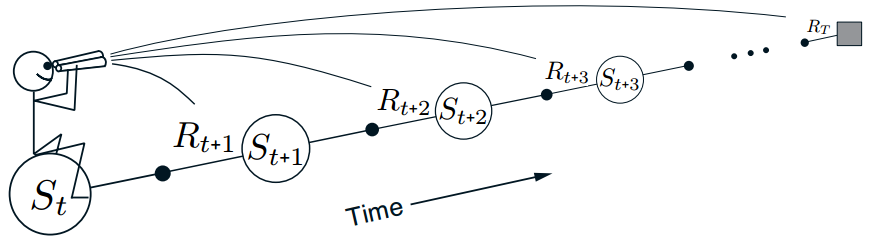 S_t
R_{t+1}
S_{t+1}
R_{t+2}
S_{t+2}
R_{t+3}
S_{t+3}
R_T
Time